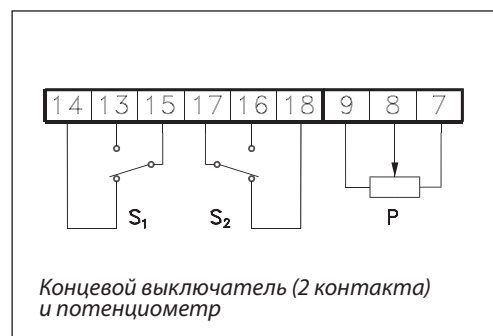 14 13 15 17 16 18 9 8 7
S₁ S₂ P
Концевой выключатель (2 контакта)
и потенциометр